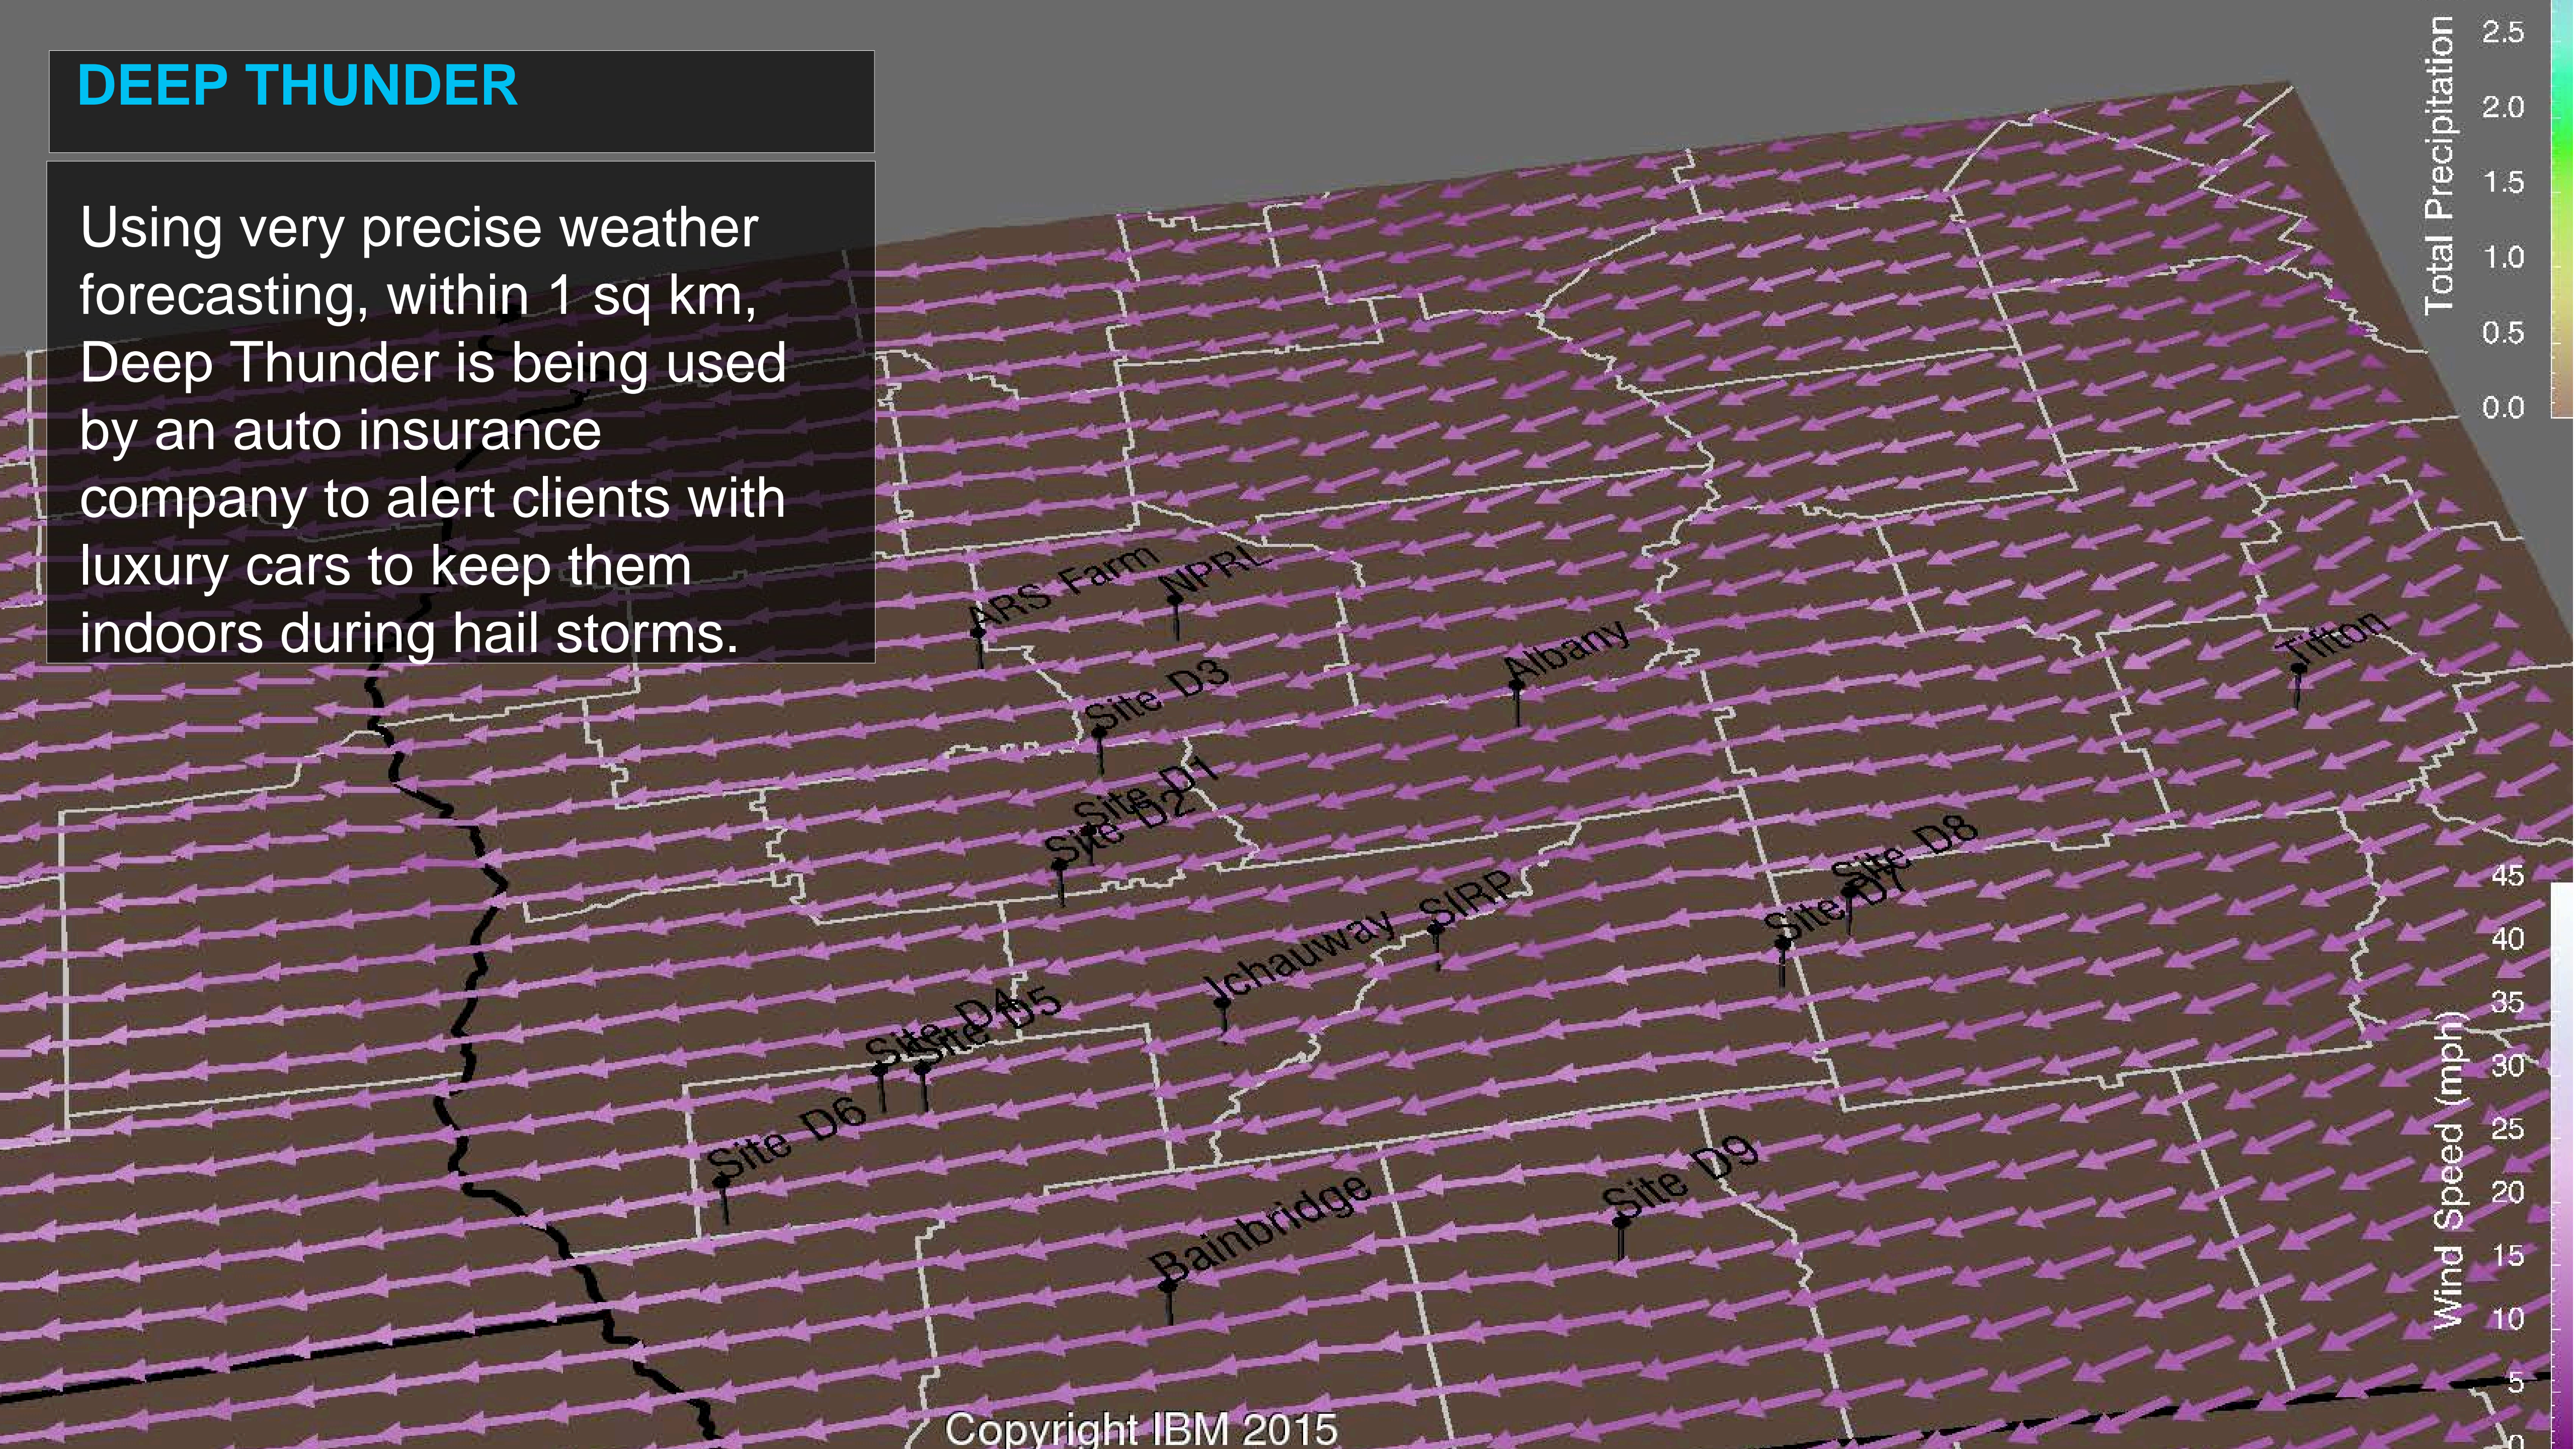 DEEP THUNDER
Using very precise weather
forecasting, within 1 sq km,
Deep Thunder is being used
by an auto insurance
company to alert clients with
luxury cars to keep them
indoors during hail storms.
Total Precipitation
2.5
2.0
1.5
1.0
0.5
0.0
ARS Farm
NPRL
Site D3
Albany
Tifton
Site D1
Site D2
Site D8
Site D7
SIRP
Ichauway
Site D4
Site D5
Site D6
Site D9
Bainbridge
Wind Speed (mph)
45
40
35
30
25
20
15
10
5
0
Copyright IBM 2015